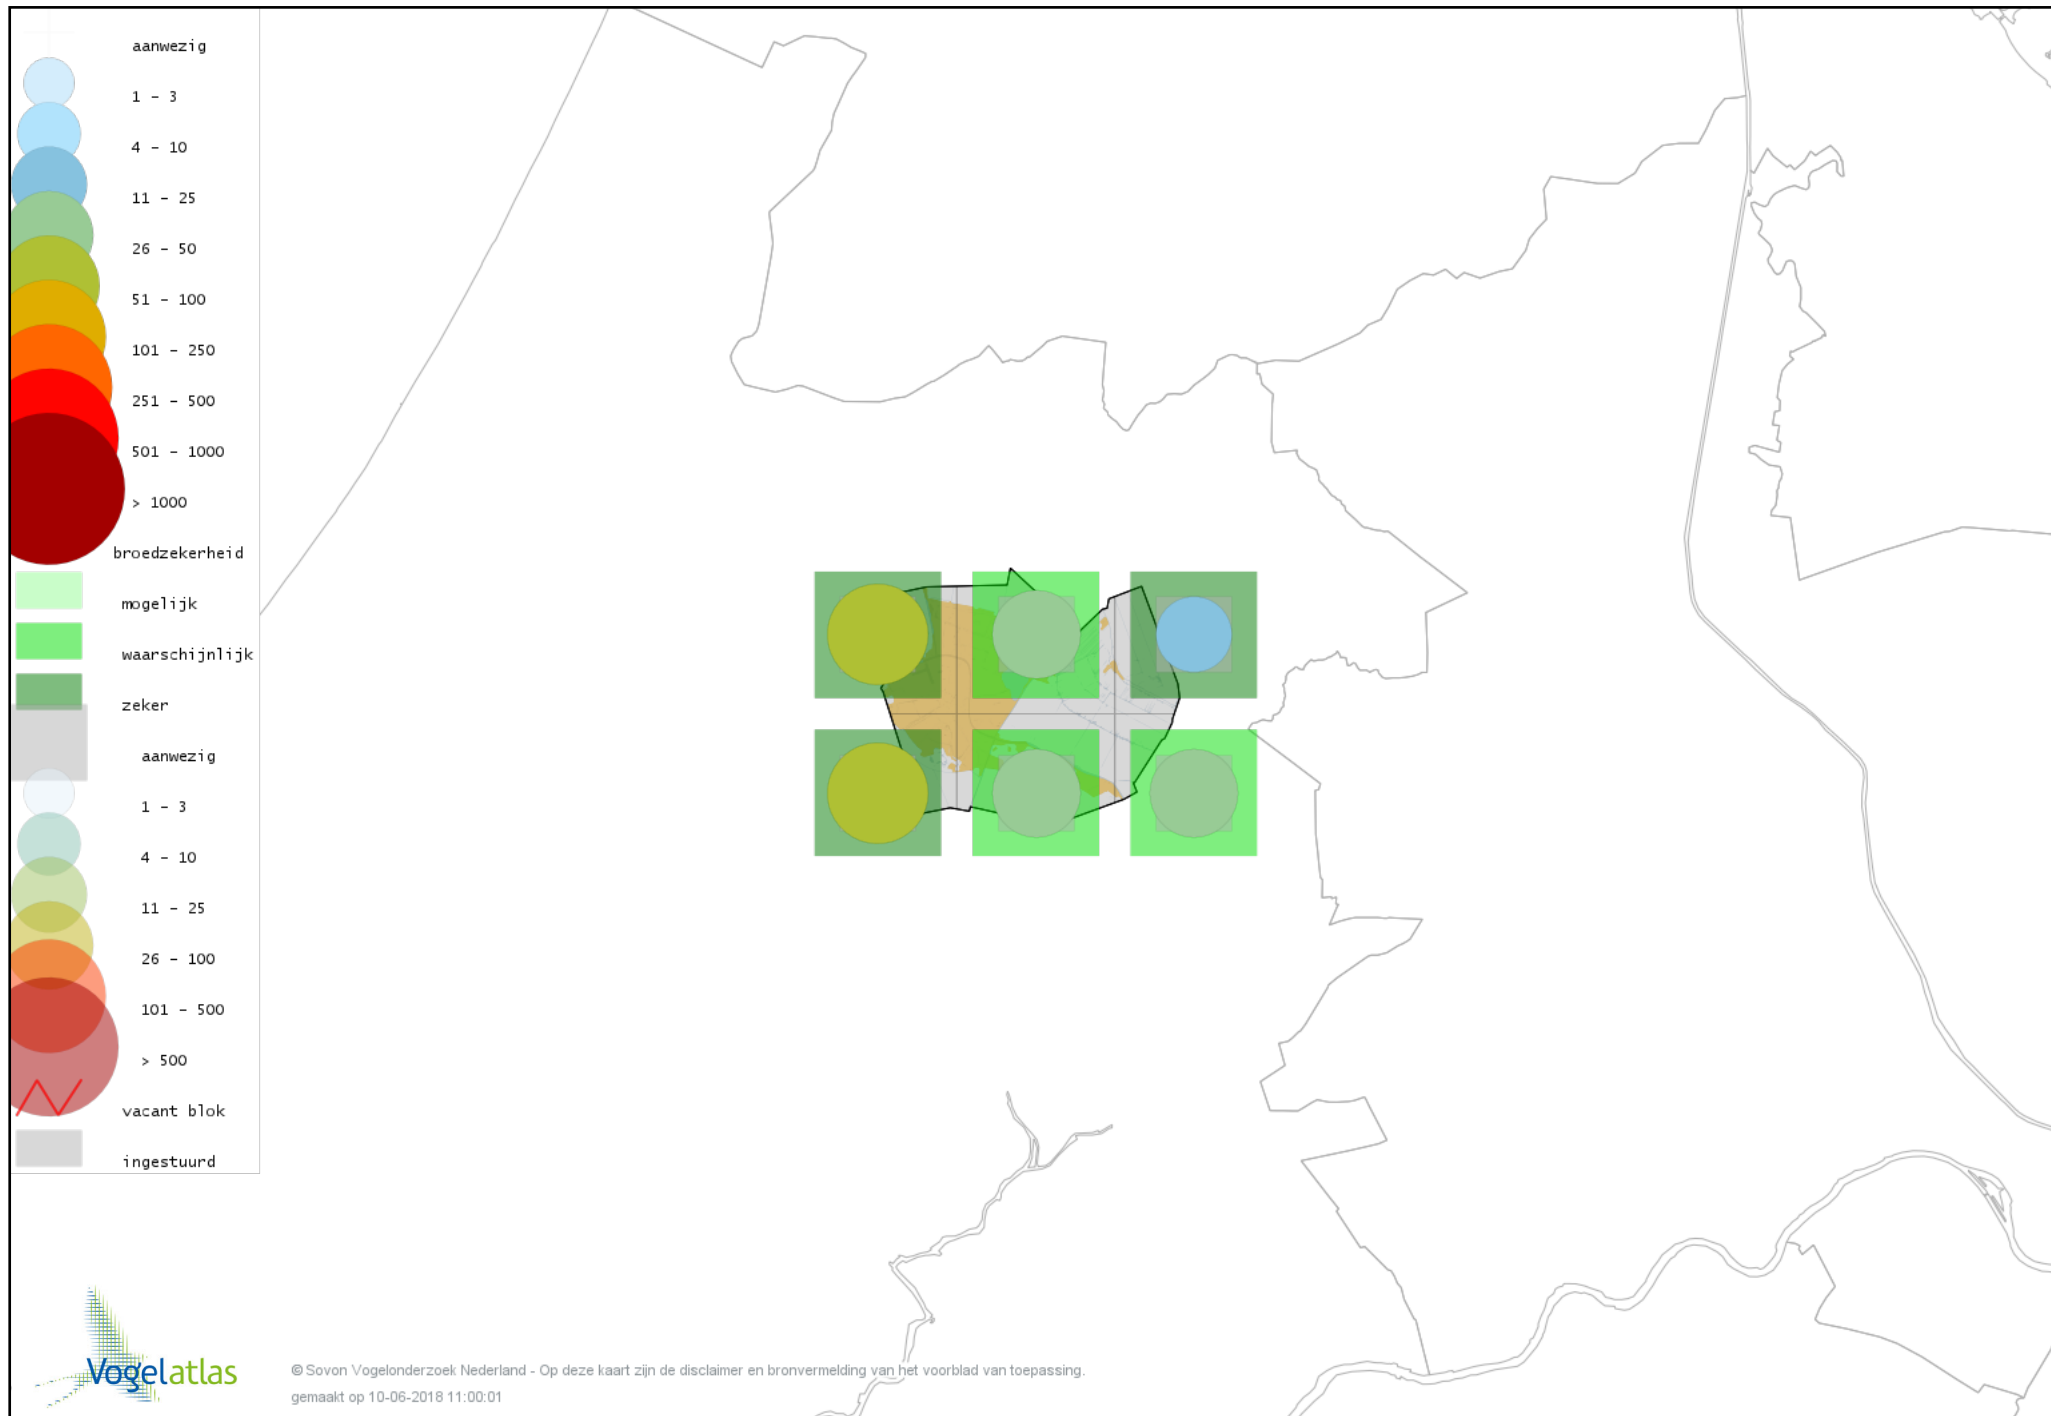 aanwezig
1 - 3
4 - 10
11 - 25
26 - 50
51 - 100
101 - 250
251 - 500
501 - 1000
> 1000
broedzekerheid
mogelijk
waarschijnlijk
zeker
aanwezig
1 - 3
4 - 10
11 - 25
26 - 100
101 - 500
> 500
vacant blok
ingestuurd
Vogelatlas
© Sovon Vogelonderzoek Nederland - Op deze kaart zijn de disclaimer en bronvermelding van het voorblad van toepassing.
gemaakt op 10-06-2018 11:00:01